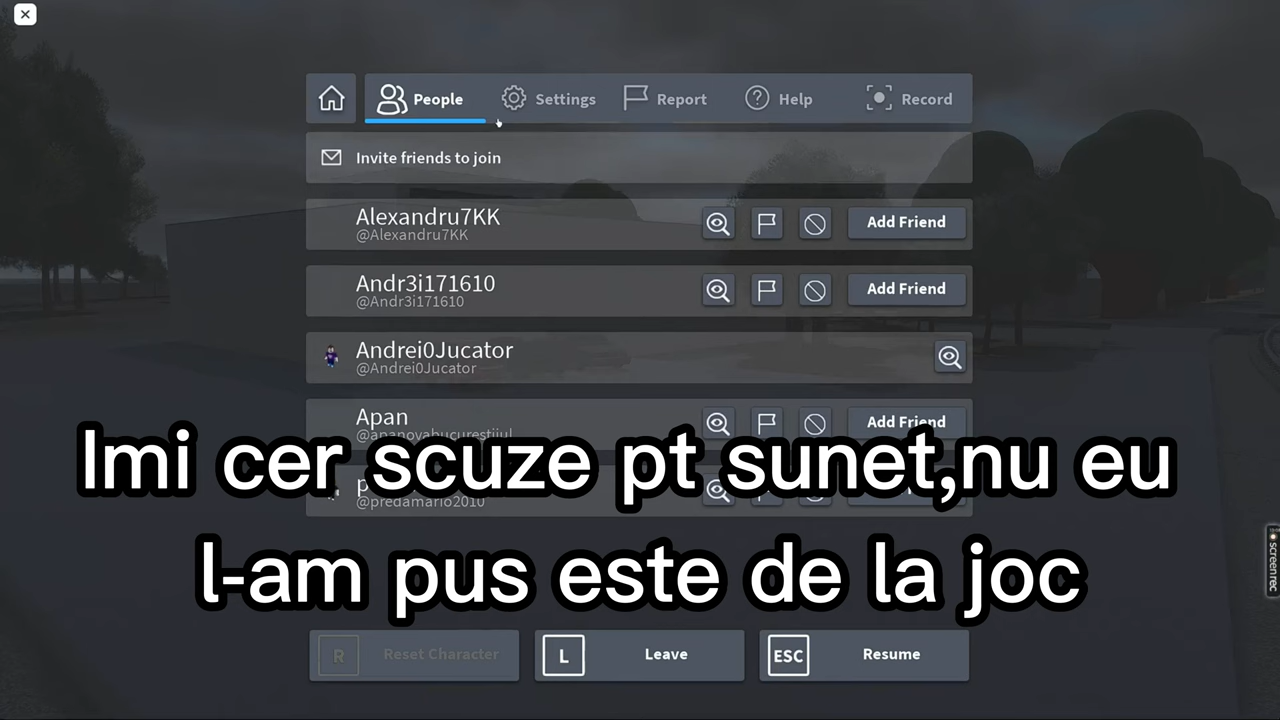 People Settings Report Help Record
Invite friends to join
Alexandru7KK
@Alexandru7KK
Add Friend
Andr3i171610
@Andr3i171610
Add Friend
Andrei0Jucator
@Andrei0Jucator
Apan
@apanovabucurestiiul
Add Friend
@predamario2010
Imi cer scuze pt sunet,nu eu
l-am pus este de la joc
R Reset Character
L Leave
ESC Resume
screenrec